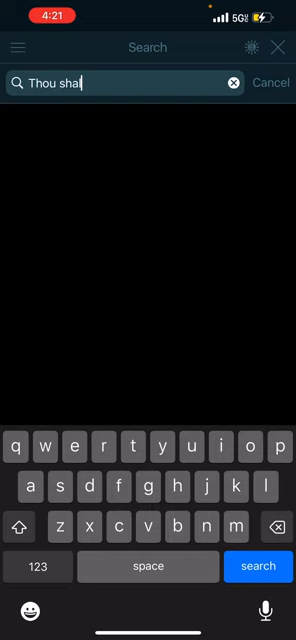 4:21
5G
Search
Thou shal
Cancel
q w e r t y u i o p
a s d f g h j k l
z x c v b n m
123 space search